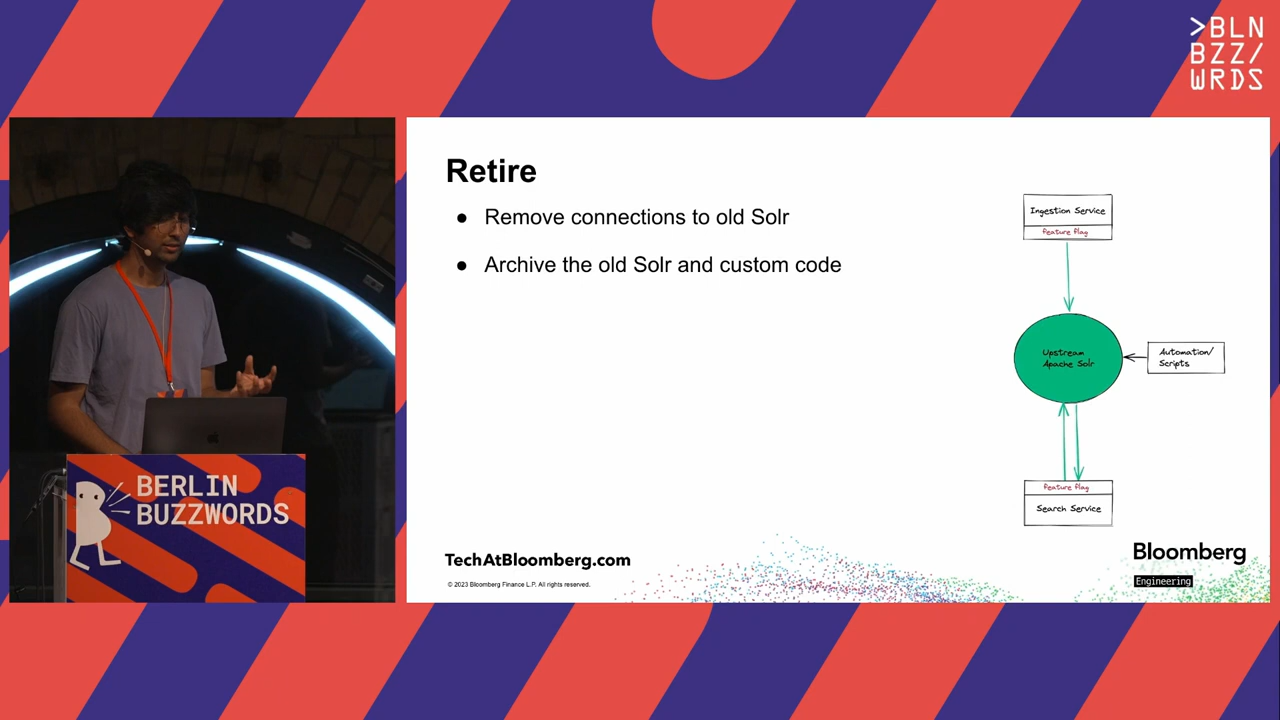 >BLN
BZZ/
WRDS
Retire
● Remove connections to old Solr
● Archive the old Solr and custom code
Ingestion Service
feature flag
Upstream
Apache Solr
Automation/
Scripts
feature flag
Search Service
BERLIN
BUZZWORDS
TechAtBloomberg.com
© 2023 Bloomberg Finance L.P. All rights reserved.
Bloomberg
Engineering